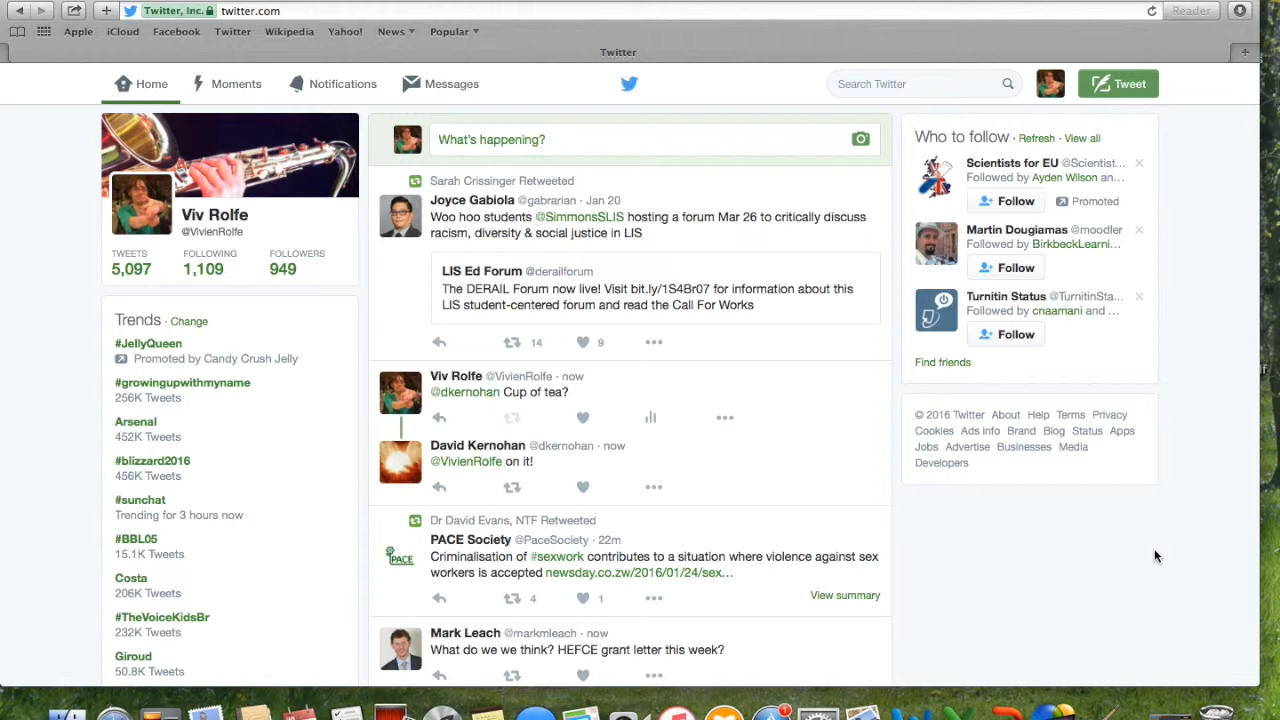 Twitter, Inc. twitter.com
Reader
Apple iCloud Facebook Twitter Wikipedia Yahoo! News Popular
Twitter
Home Moments Notifications Messages
Search Twitter
Tweet
Viv Rolfe
@VivienRolfe
TWEETS FOLLOWING FOLLOWERS
5,097 1,109 949
Trends · Change
#JellyQueen
Promoted by Candy Crush Jelly
#growingupwithmyname
256K Tweets
Arsenal
452K Tweets
#blizzard2016
456K Tweets
#sunchat
Trending for 3 hours now
#BBL05
15.1K Tweets
Costa
206K Tweets
#TheVoiceKidsBr
232K Tweets
Giroud
50.8K Tweets
What's happening?
Sarah Crissinger Retweeted
Joyce Gabiola @gabrarian · Jan 20
Woo hoo students @SimmonsSLIS hosting a forum Mar 26 to critically discuss
racism, diversity & social justice in LIS
LIS Ed Forum @derailforum
The DERAIL Forum now live! Visit bit.ly/1S4Br07 for information about this
LIS student-centered forum and read the Call For Works
14 9
Viv Rolfe @VivienRolfe · now
@dkernohan Cup of tea?
David Kernohan @dkernohan · now
@VivienRolfe on it!
Dr David Evans, NTF Retweeted
PACE Society @PaceSociety · 22m
PACE
Criminalisation of #sexwork contributes to a situation where violence against sex
workers is accepted newsday.co.zw/2016/01/24/sex...
4 1 View summary
Mark Leach @markmleach · now
What do we we think? HEFCE grant letter this week?
Who to follow · Refresh · View all
Scientists for EU @Scientist...
Followed by Ayden Wilson an...
Follow Promoted
Martin Dougiamas @moodler
Followed by BirkbeckLearni...
Follow
Turnitin Status @TurnitinSta...
Followed by cnaamani and ...
Follow
Find friends
© 2016 Twitter About Help Terms Privacy
Cookies Ads info Brand Blog Status Apps
Jobs Advertise Businesses Media
Developers